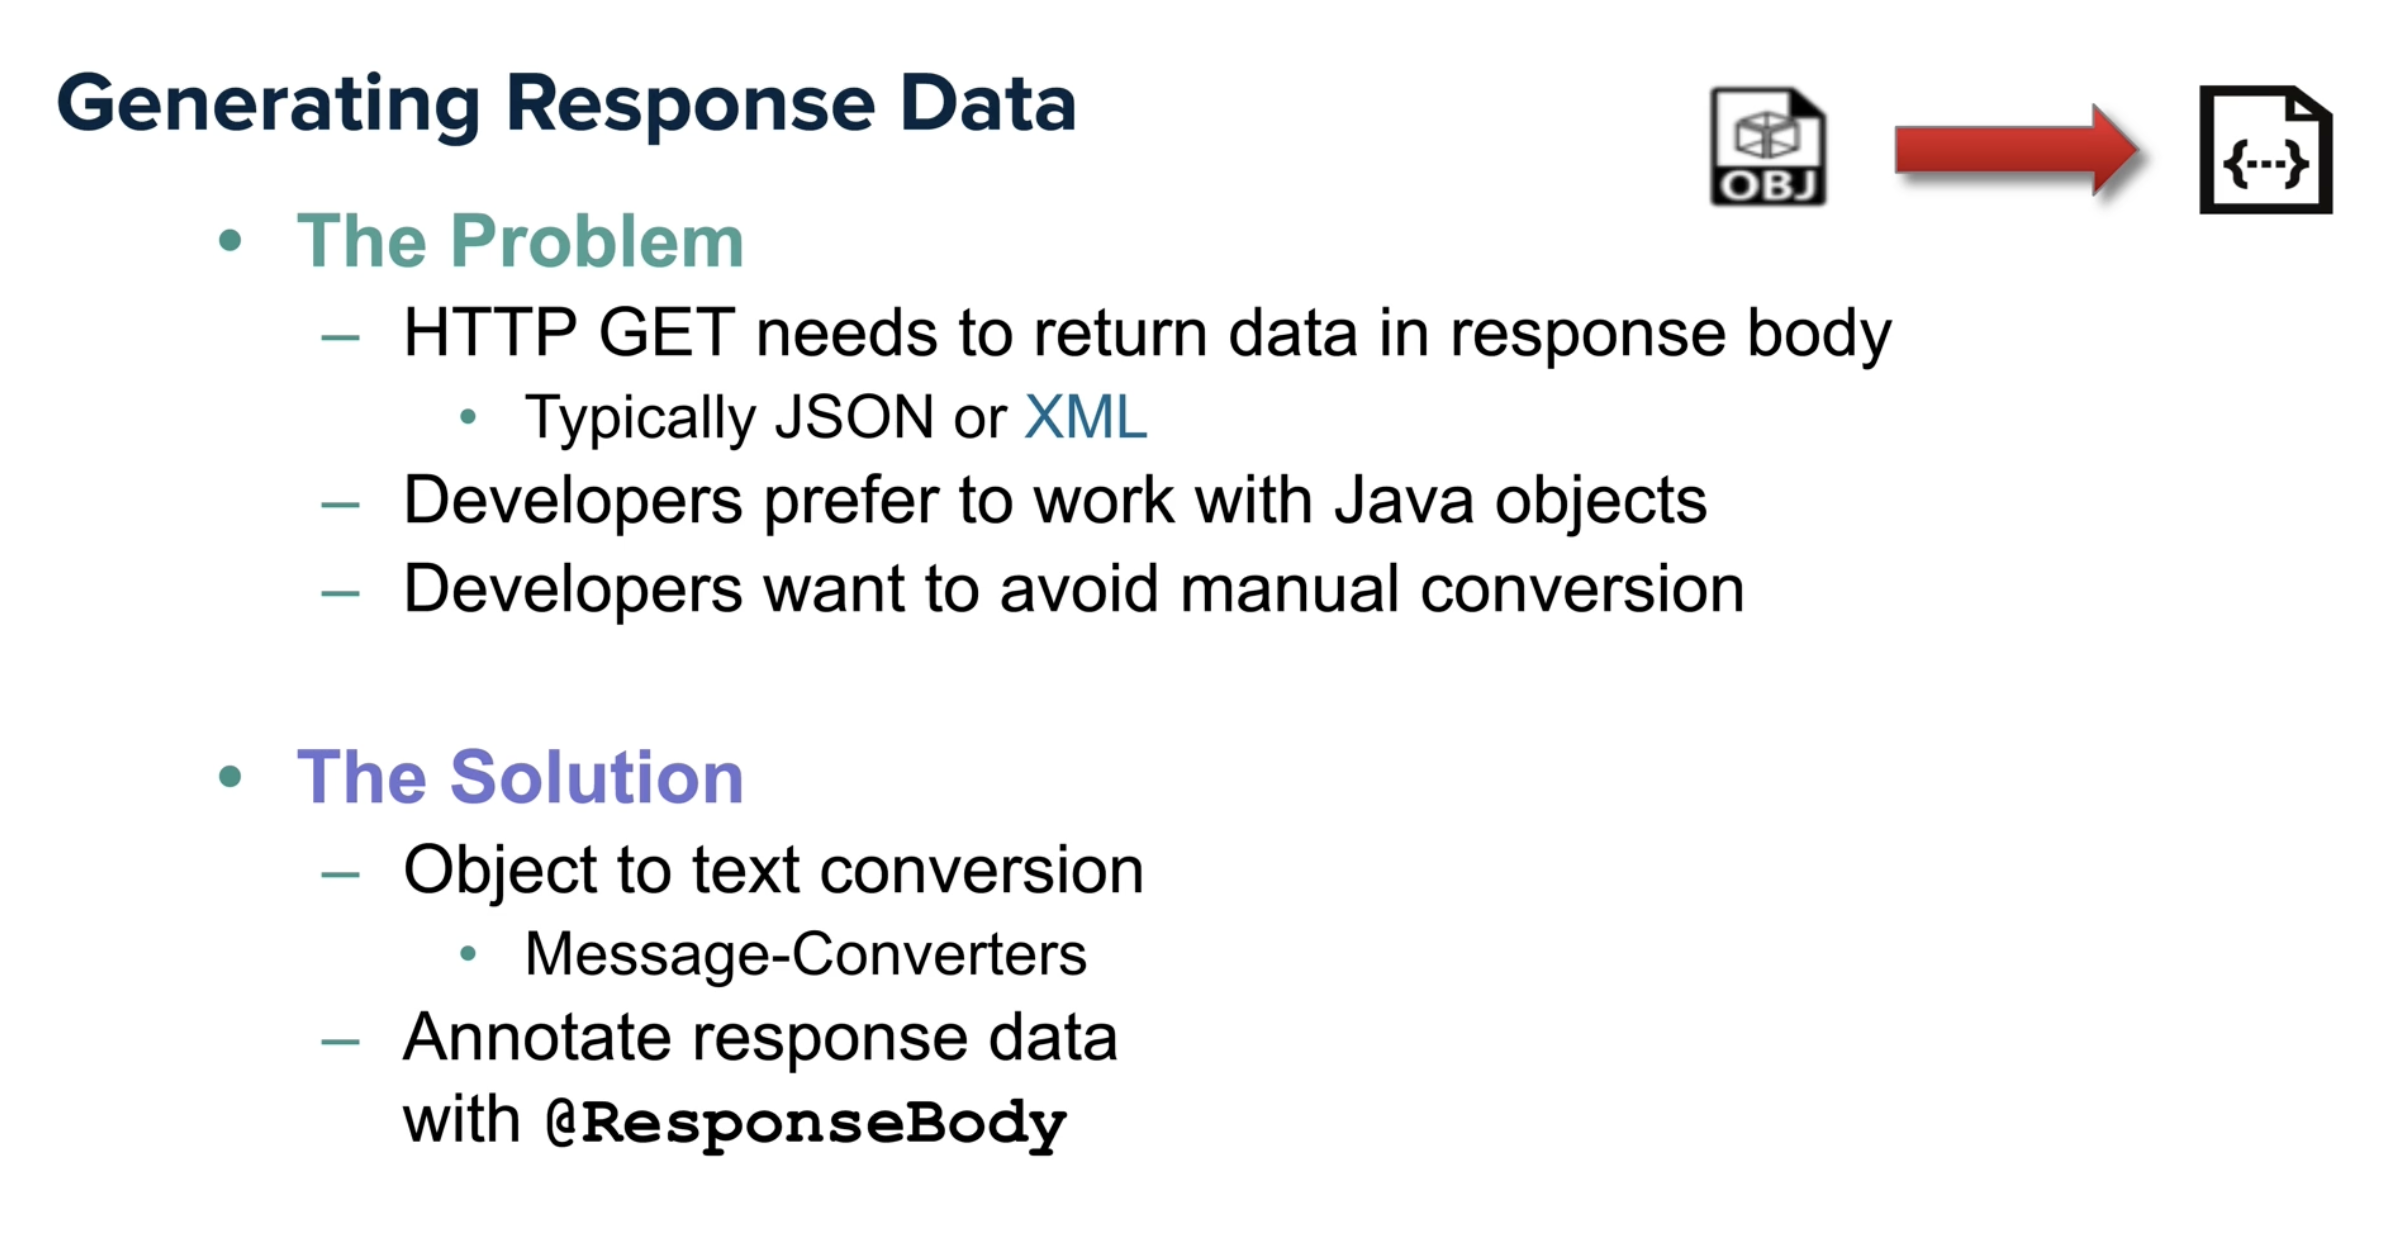 Generating Response Data
OBJ
{---}
• The Problem
– HTTP GET needs to return data in response body
• Typically JSON or XML
– Developers prefer to work with Java objects
– Developers want to avoid manual conversion
• The Solution
– Object to text conversion
• Message-Converters
– Annotate response data
with @ResponseBody